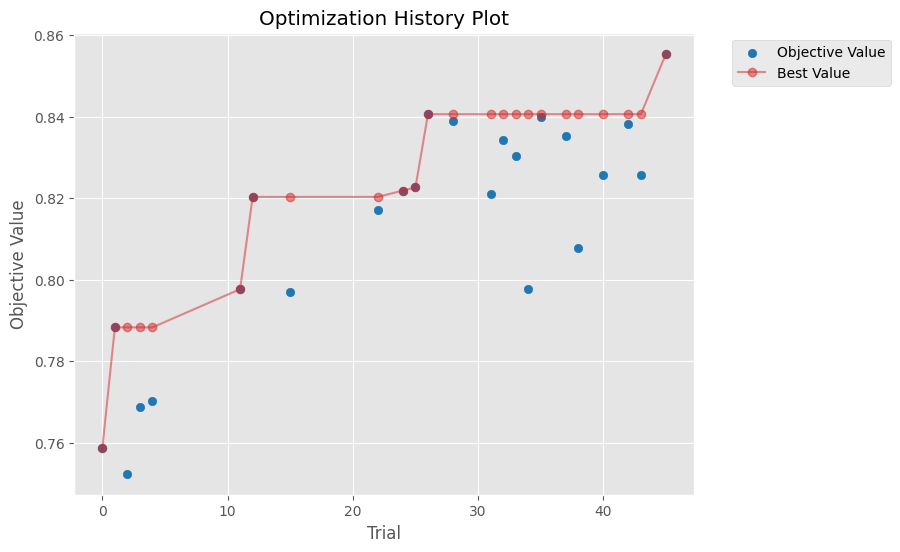 Optimization History Plot
Objective Value
Best Value
Objective Value
0.86
0.84
0.82
0.80
0.78
0.76
0
10
20
30
40
Trial